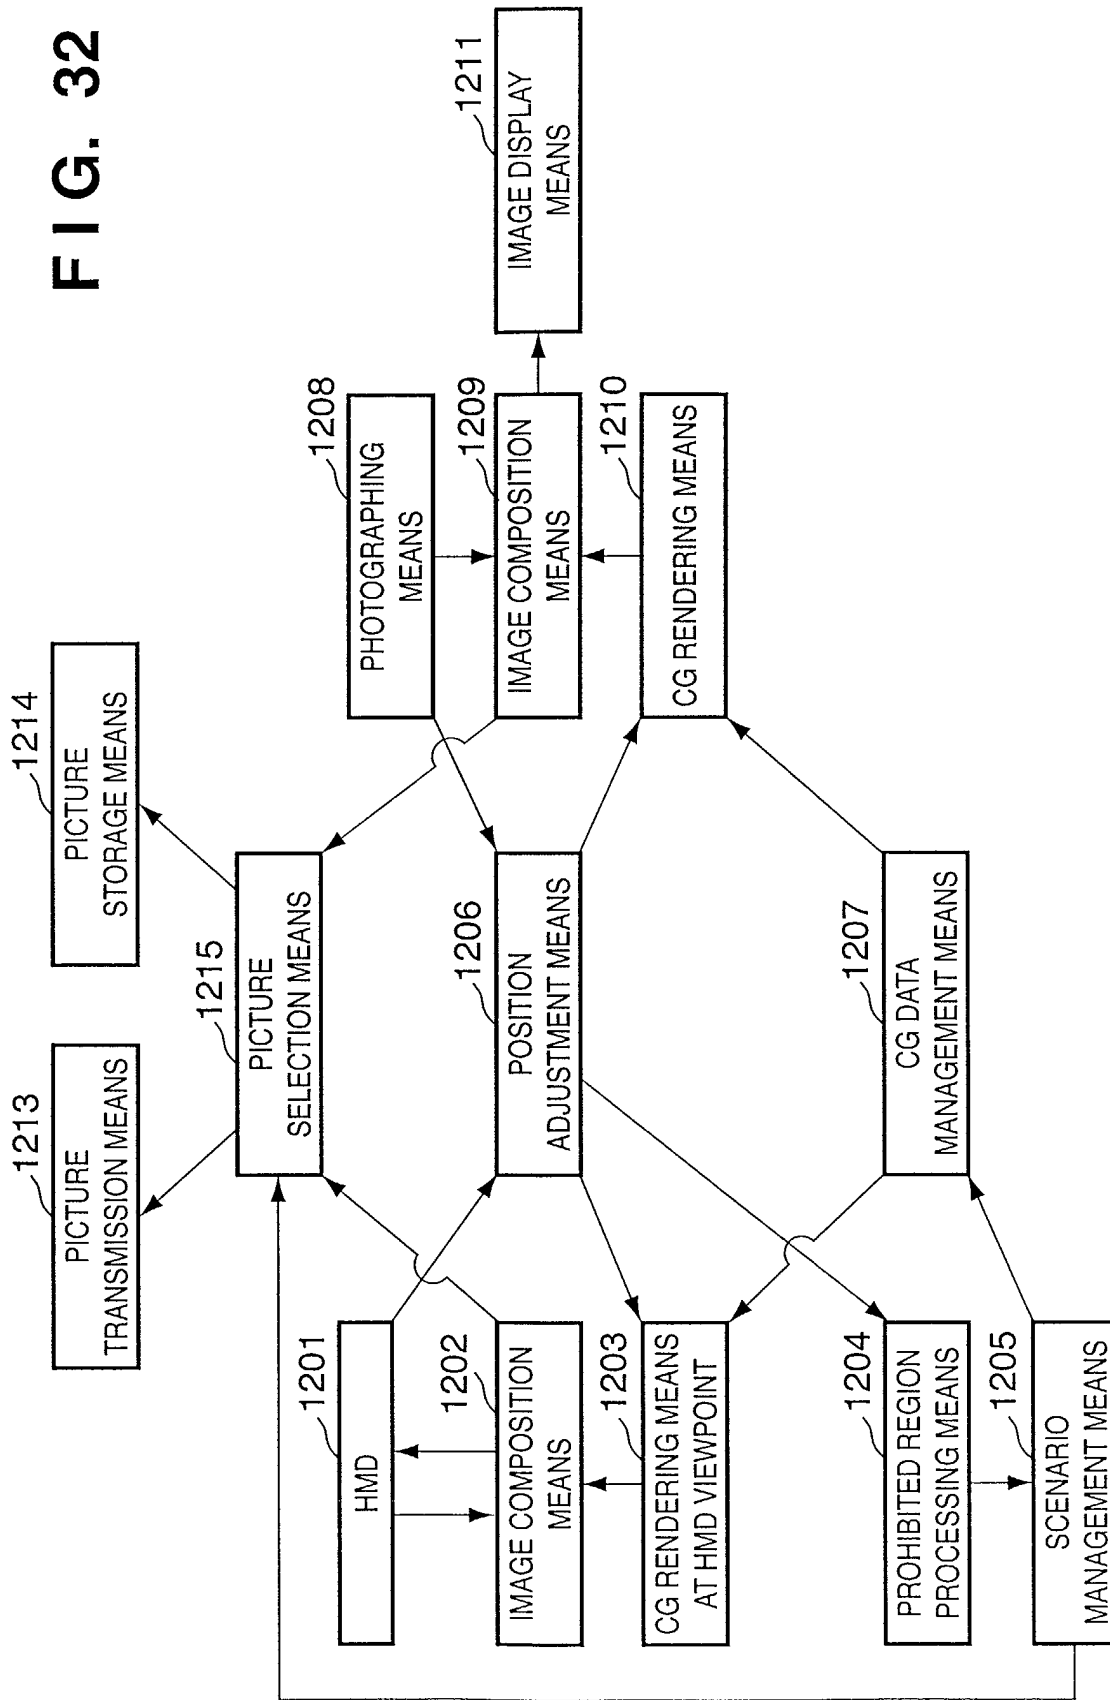 FIG. 32
1213
PICTURE
TRANSMISSION MEANS
1214
PICTURE
STORAGE MEANS
1215
PICTURE
SELECTION MEANS
1201
HMD
1208
PHOTOGRAPHING
MEANS
1202
IMAGE COMPOSITION
MEANS
1206
POSITION
ADJUSTMENT MEANS
1209
IMAGE COMPOSITION
MEANS
1211
IMAGE DISPLAY
MEANS
1203
CG RENDERING MEANS
AT HMD VIEWPOINT
1210
CG RENDERING MEANS
1204
PROHIBITED REGION
PROCESSING MEANS
1207
CG DATA
MANAGEMENT MEANS
1205
SCENARIO
MANAGEMENT MEANS